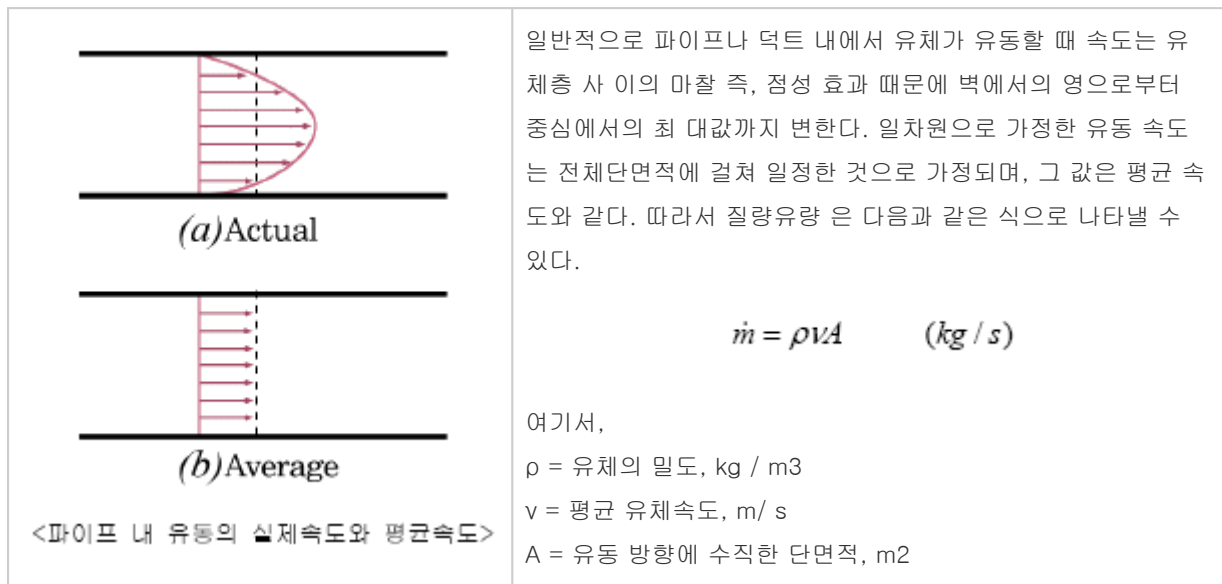 (a)Actual
(b)Average
<파이프 내 유동의 실제속도와 평균속도>
일반적으로 파이프나 덕트 내에서 유체가 유동할 때 속도는 유
체층 사 이의 마찰 즉, 점성 효과 때문에 벽에서의 영으로부터
중심에서의 최 대값까지 변한다. 일차원으로 가정한 유동 속도
는 전체단면적에 걸쳐 일정한 것으로 가정되며, 그 값은 평균 속
도와 같다. 따라서 질량유량 은 다음과 같은 식으로 나타낼 수
있다.
ṁ = ρvA (kg / s)
여기서,
ρ = 유체의 밀도, kg / m3
v = 평균 유체속도, m/ s
A = 유동 방향에 수직한 단면적, m2